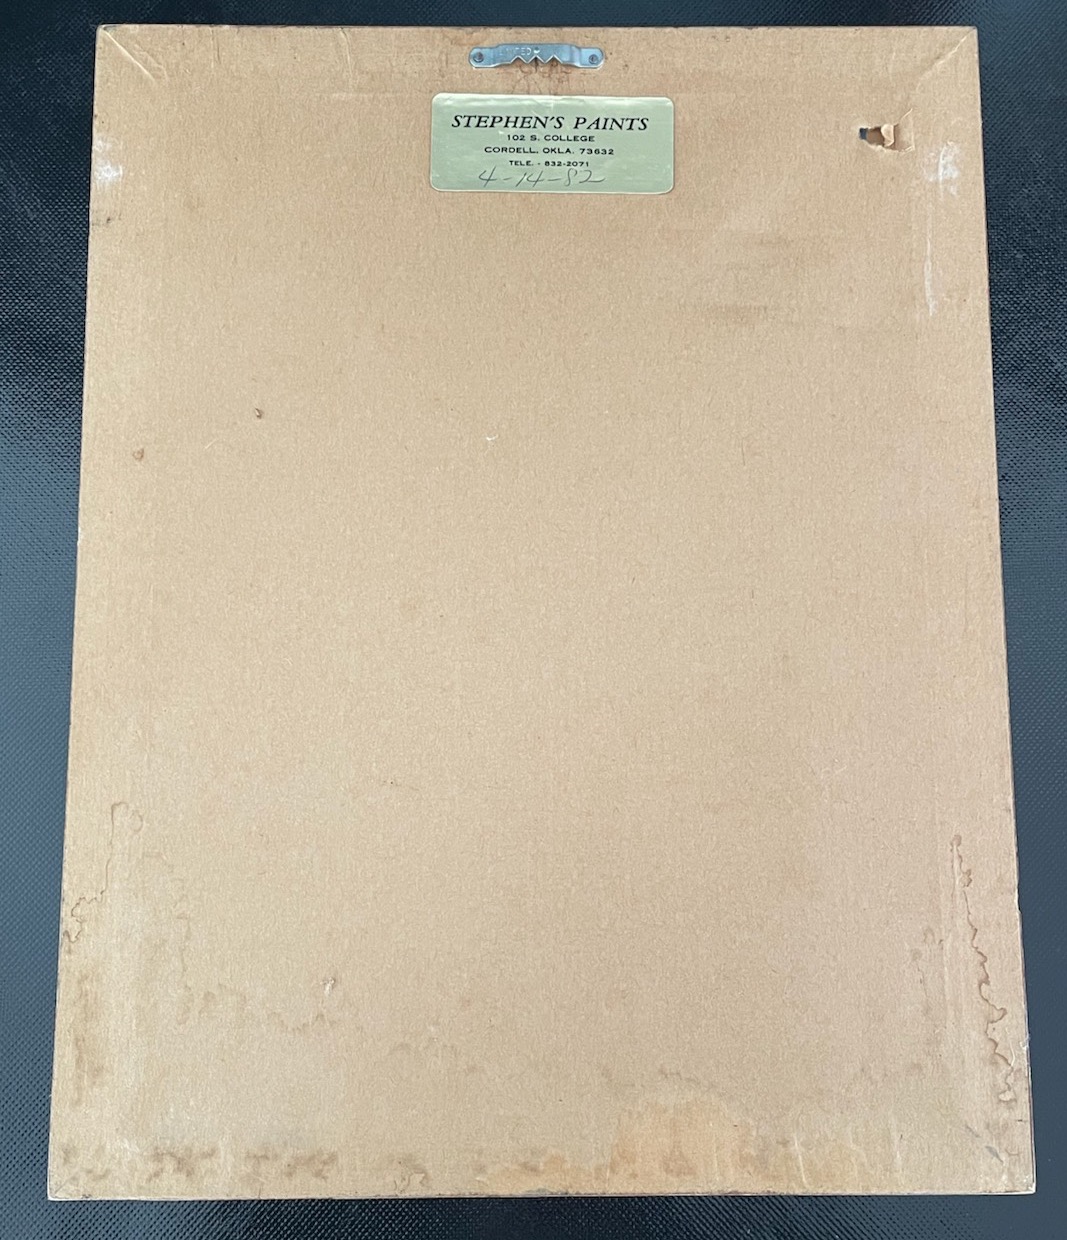 STEPHEN'S PAINTS
102 S. COLLEGE
CORDELL, OKLA. 73632
TELE. - 832-2071
4-14-82